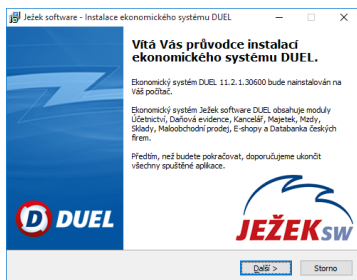 Ježek software - Instalace ekonomického systému DUEL
Vítá Vás průvodce instalací
ekonomického systému DUEL.
Ekonomický systém DUEL 11.2.1.30600 bude nainstalován na
Váš počítač.
Ekonomický systém Ježek software DUEL obsahuje moduly
Účetnictví, Daňová evidence, Kancelář, Majetek, Mzdy,
Sklady, Maloobchodní prodej, E-shopy a Databanka českých
firem.
Předtím, než budete pokračovat, doporučujeme ukončit
všechny spuštěné aplikace.
D DUEL
JEŽEK SW
Další >
Storno